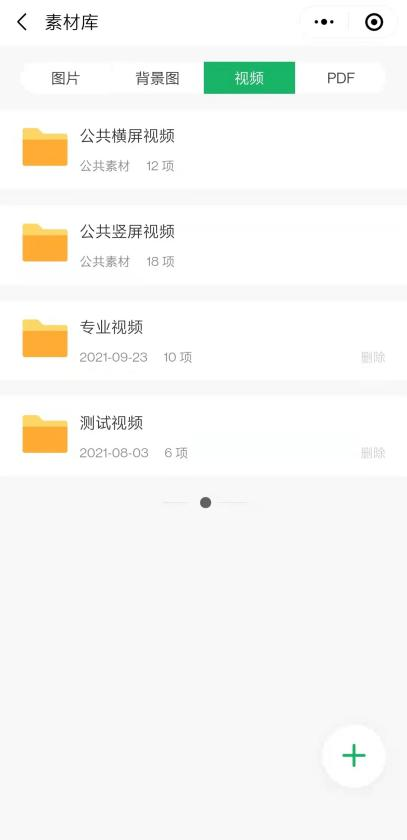 素材库
图片 背景图 视频 PDF
公共横屏视频
公共素材 12 项
公共竖屏视频
公共素材 18 项
专业视频
2021-09-23 10 项 删除
测试视频
2021-08-03 6 项 删除